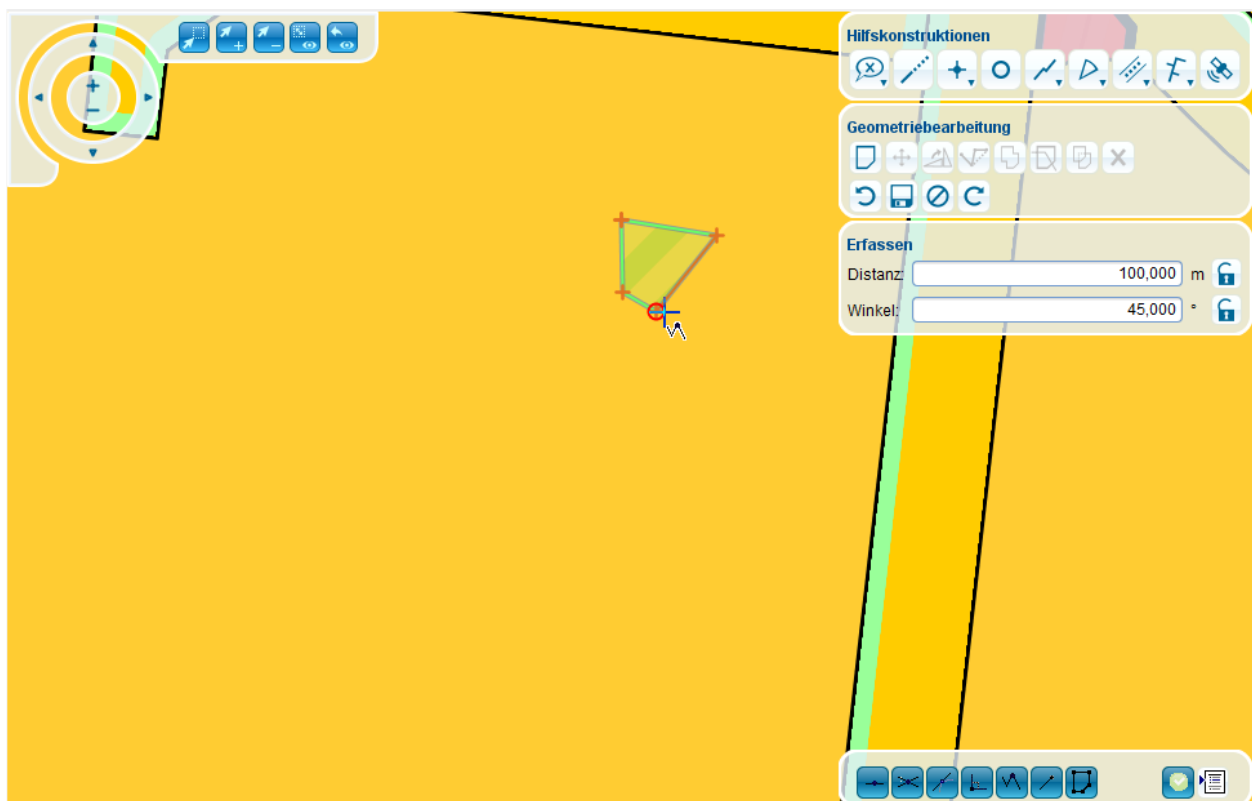 Hilfskonstruktionen
Geometriebearbeitung
Erfassen
Distanz: 100,000 m
Winkel: 45,000 °